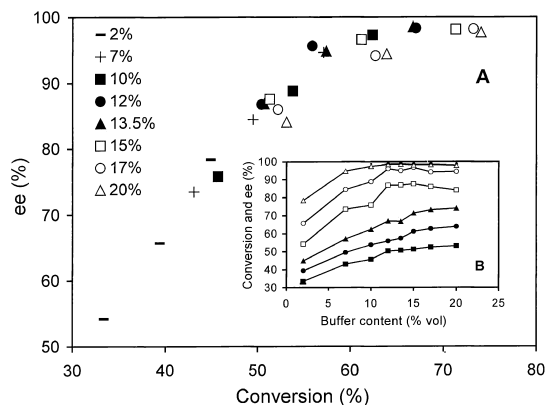 100
90
80
70
60
50
ee (%)
2%
7%
10%
12%
13.5%
15%
17%
20%
A
30 40 50 60 70 80
Conversion (%)
100
90
80
70
60
50
40
30
Conversion and ee (%)
B
0 5 10 15 20 25
Buffer content (% vol)